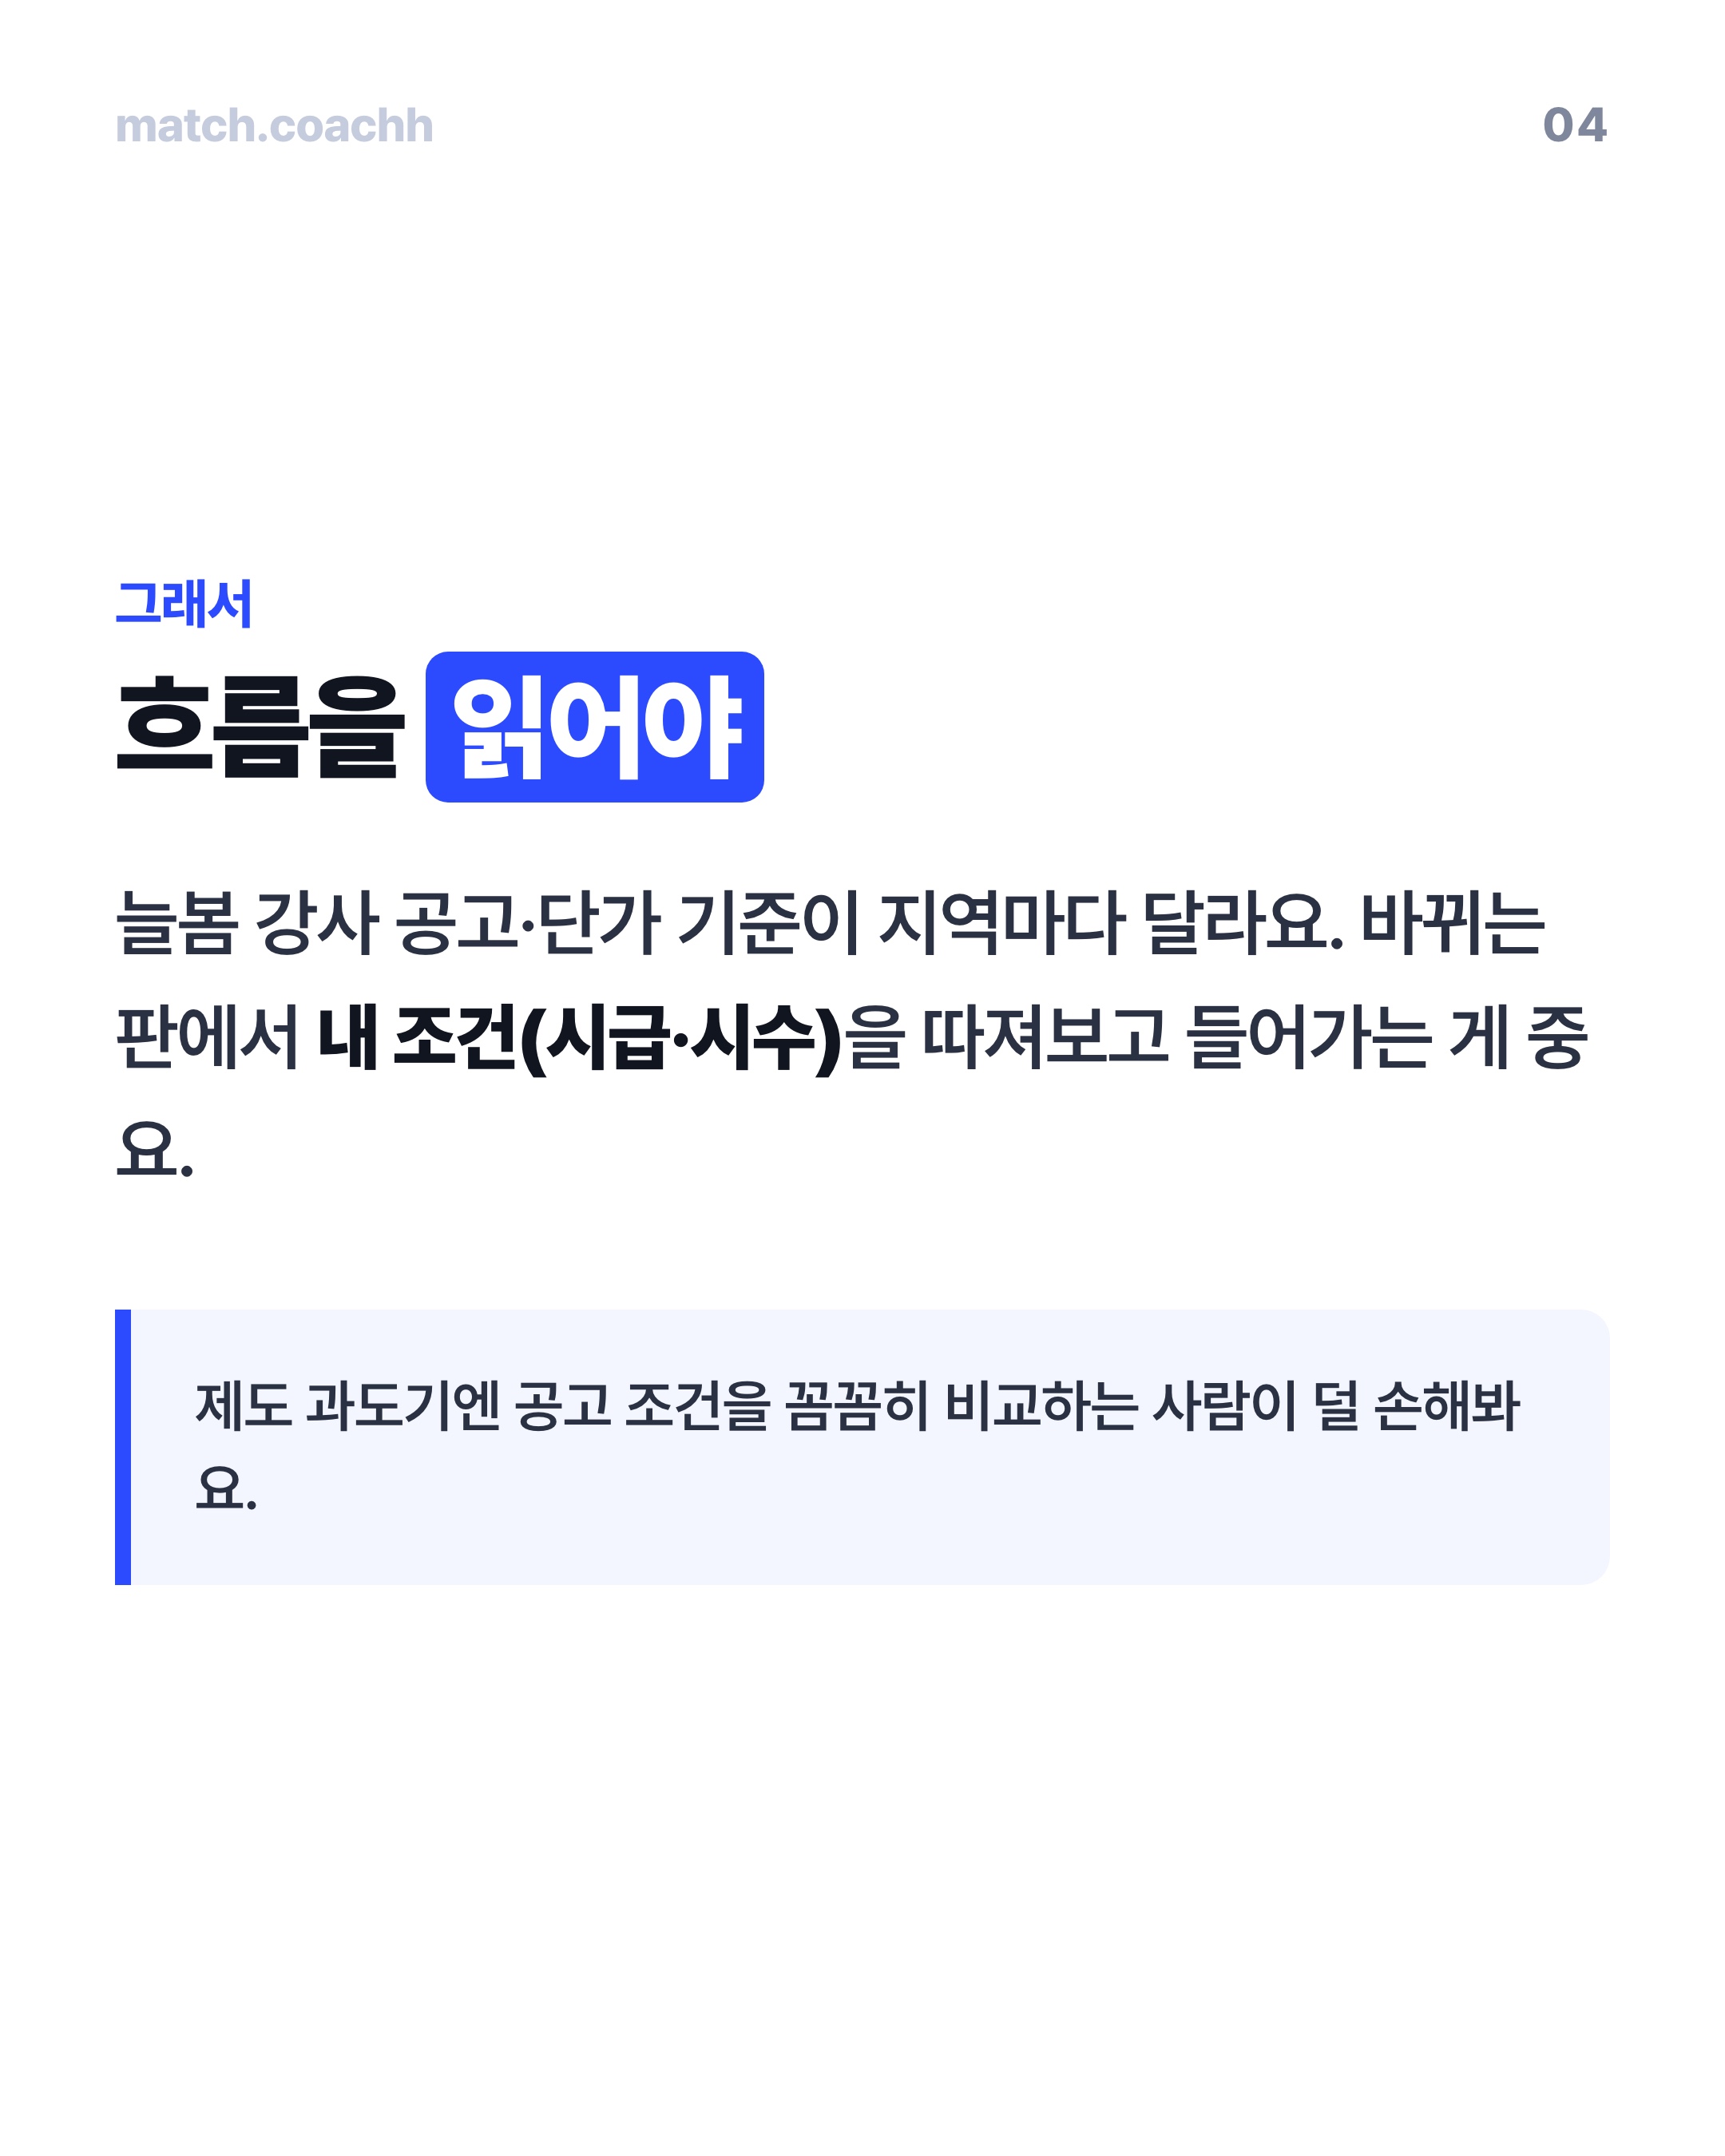 match.coachh
04
그래서
흐름을 읽어야
늘봄 강사 공고·단가 기준이 지역마다 달라요. 바뀌는
판에서 내 조건(시급·시수)을 따져보고 들어가는 게 중
요.
제도 과도기엔 공고 조건을 꼼꼼히 비교하는 사람이 덜 손해봐
요.